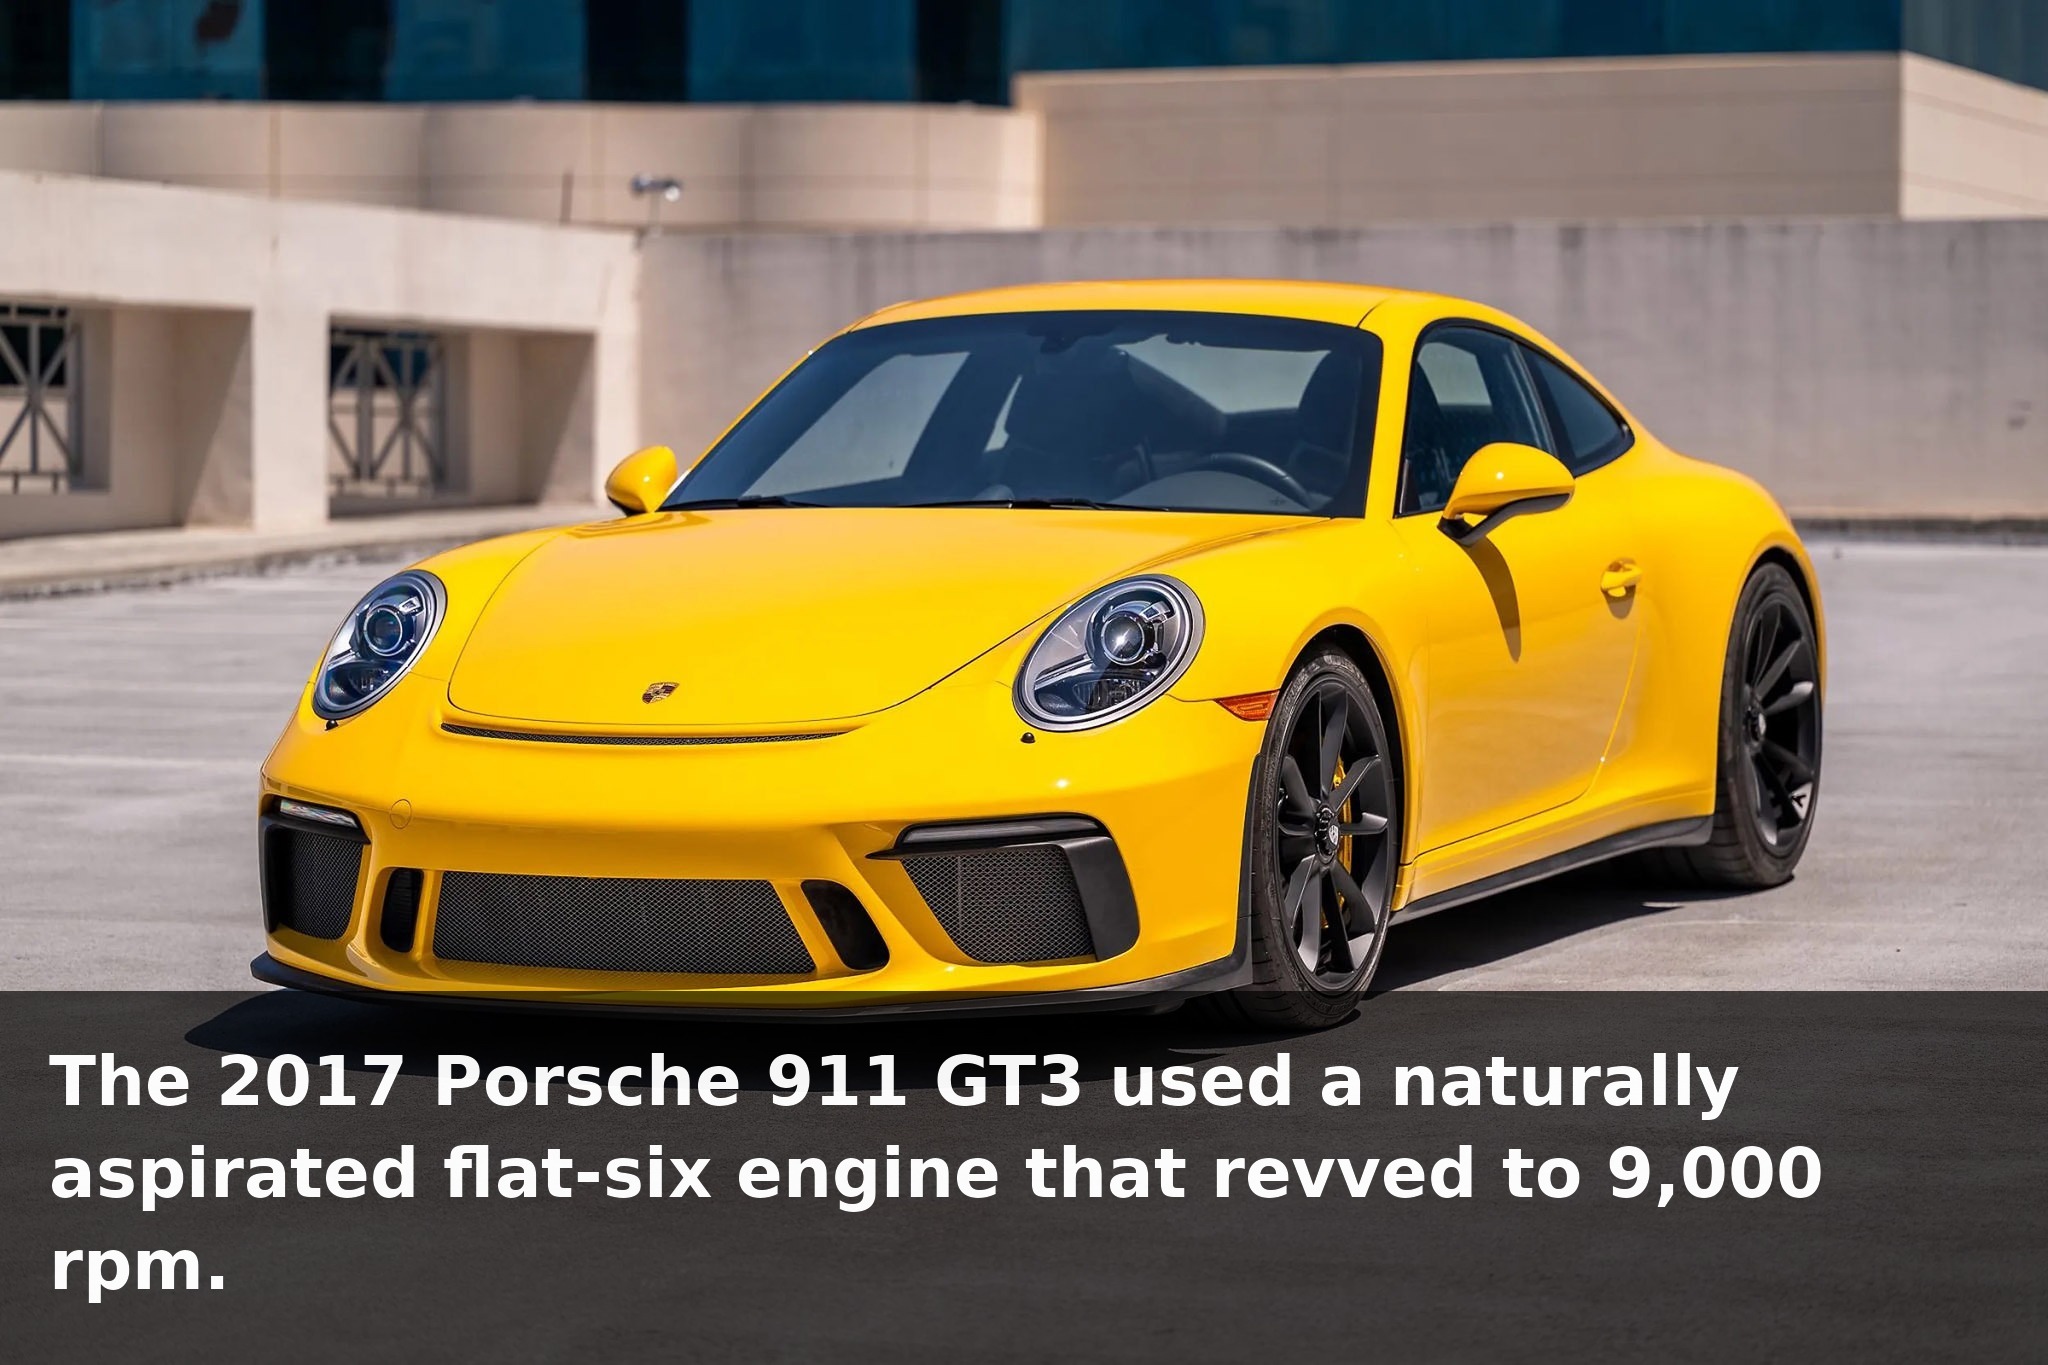 The 2017 Porsche 911 GT3 used a naturally
aspirated flat-six engine that revved to 9,000
rpm.